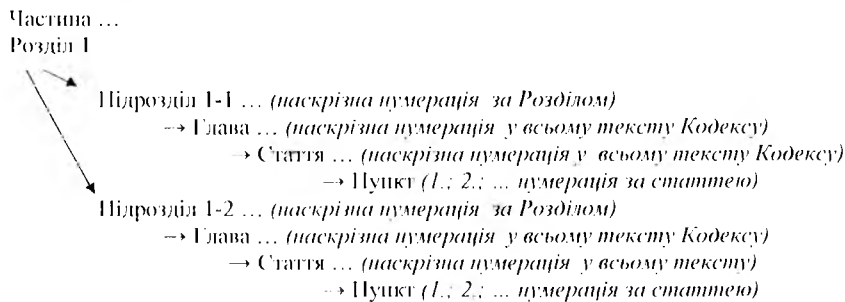 Частина …
Розділ 1
Підрозділ 1-1 … (наскрізна нумерація за Розділом)
→ Глава … (наскрізна нумерація у всьому тексту Кодексу)
→ Стаття … (наскрізна нумерація у всьому тексту Кодексу)
→ Пункт (1.; 2.; … нумерація за статтею)
Підрозділ 1-2 … (наскрізна нумерація за Розділом)
→ Глава … (наскрізна нумерація у всьому тексту Кодексу)
→ Стаття … (наскрізна нумерація у всьому тексту)
→ Пункт (1.; 2.; … нумерація за статтею)